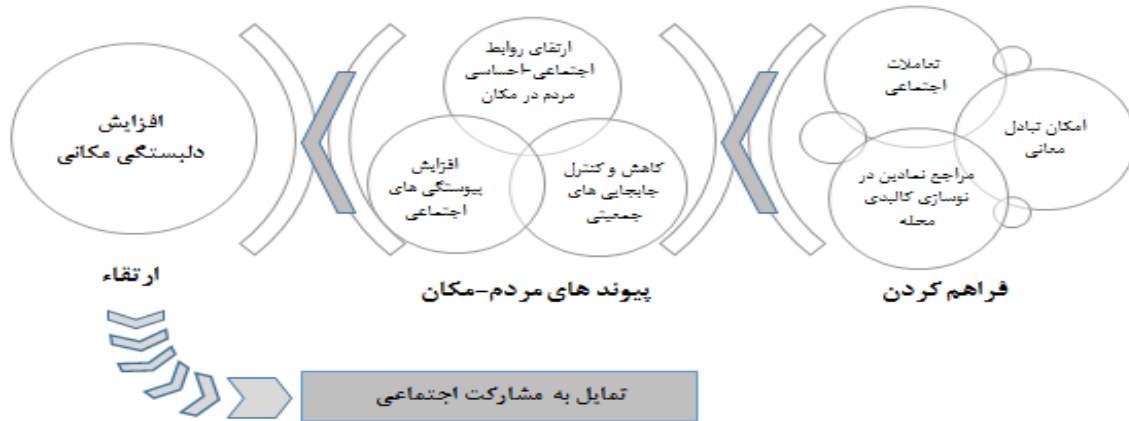 تعاملات
اجتماعی
امکان تبادل
معانی
مراجع نمادین در
نوسازی کالبدی
محله
فراهم کردن
ارتقای روابط
اجتماعی-احساسی
مردم در مکان
کاهش و کنترل
جابجایی های
جمعیتی
افزایش
پیوستگی های
اجتماعی
پیوند های مردم-مکان
افزایش
دلبستگی مکانی
ارتقاء
تمایل به مشارکت اجتماعی